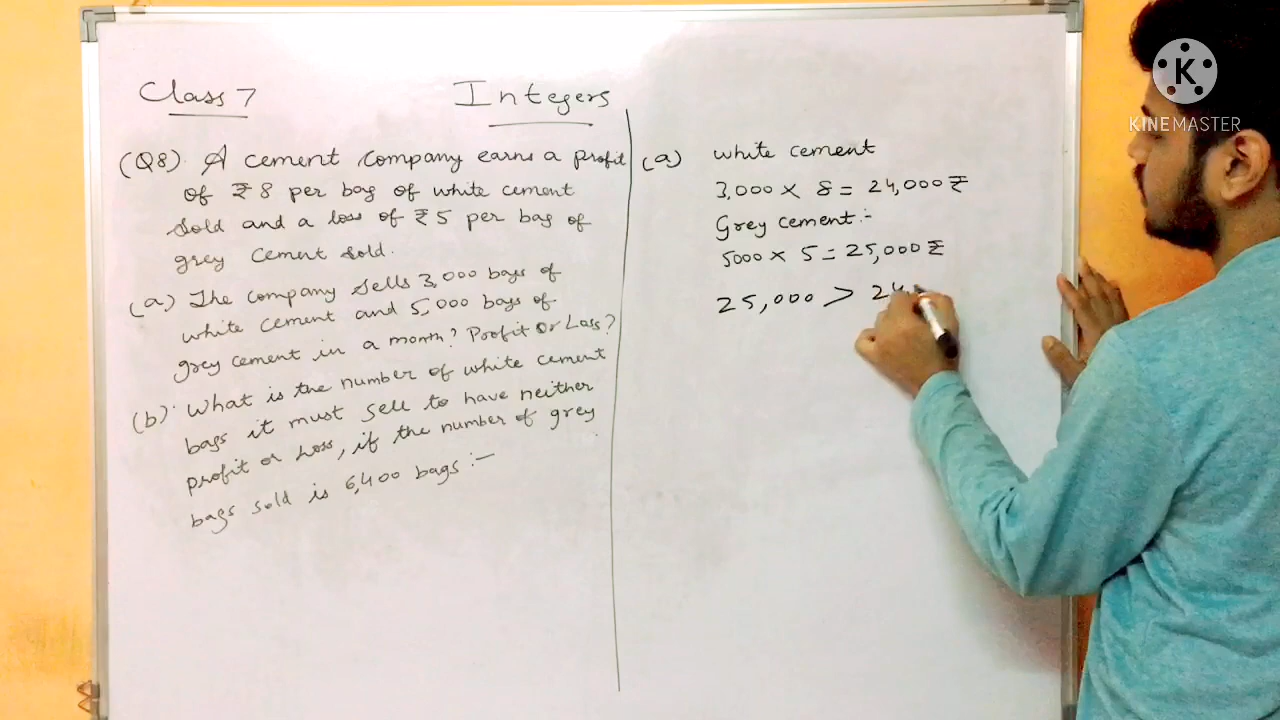 Class 7 Integers
(Q8). A cement company earns a profit
of ₹ 8 per bag of white cement
sold and a loss of ₹ 5 per bag of
grey cement sold.
(a) The company sells 3,000 bags of
white cement and 5,000 bags of
grey cement in a month? Profit or Loss?
(b). What is the number of white cement
bags it must sell to have neither
profit or Loss, if the number of grey
bags sold is 6,400 bags:-
(a) white cement
3,000 × 8 = 24,000 ₹
Grey cement:-
5000 × 5 = 25,000 ₹
25,000 > 24
K
KINEMASTER